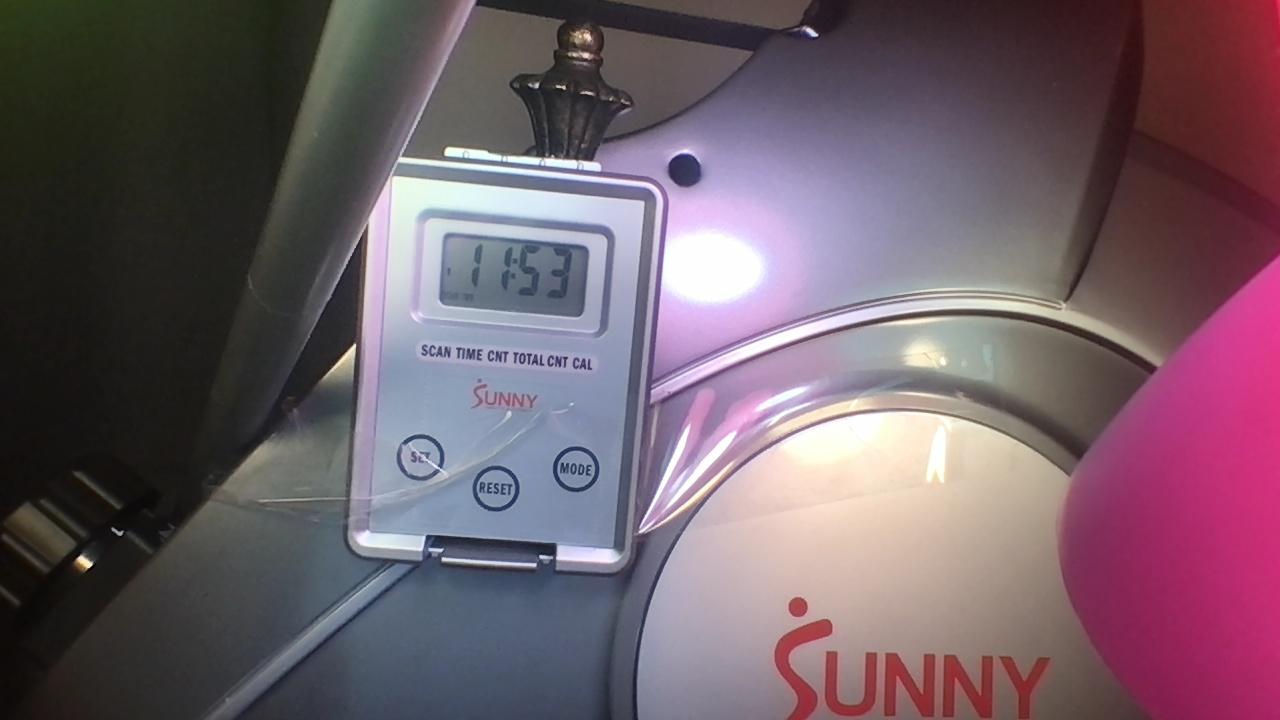 11:53
SCAN TIME CNT TOTAL CNT CAL
SUNNY
SET
RESET
MODE
SUNNY